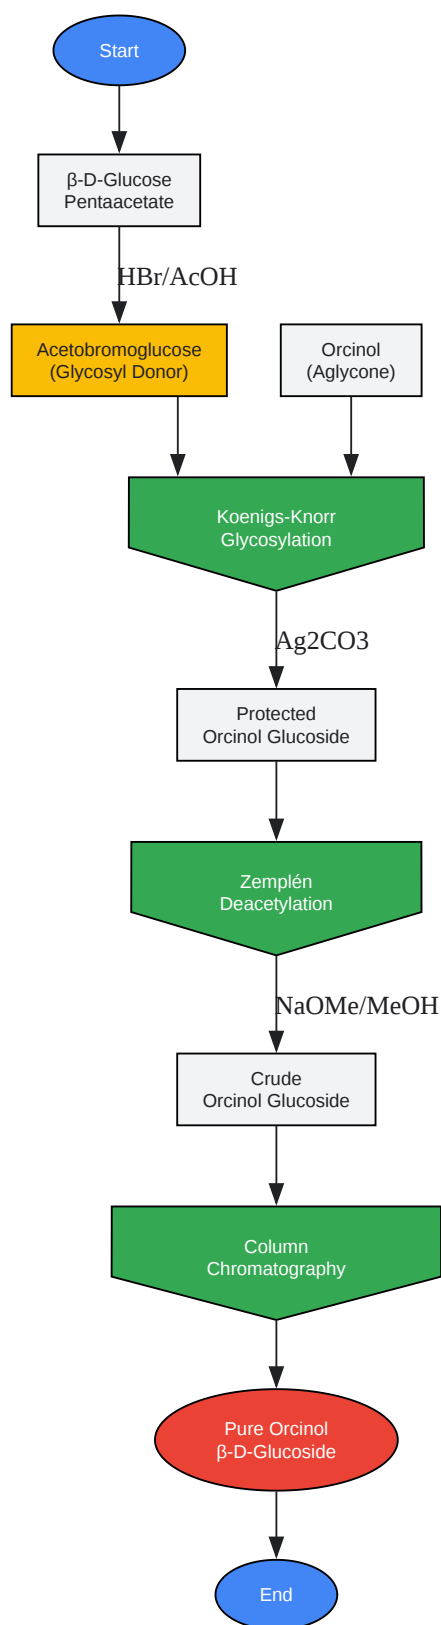 Start
β-D-Glucose
Pentaacetate
HBr/AcOH
Acetobromoglucose
(Glycosyl Donor)
Orcinol
(Aglycone)
Koenigs-Knorr
Glycosylation
Ag2CO3
Protected
Orcinol Glucoside
Zemplén
Deacetylation
NaOMe/MeOH
Crude
Orcinol Glucoside
Column
Chromatography
Pure Orcinol
β-D-Glucoside
End